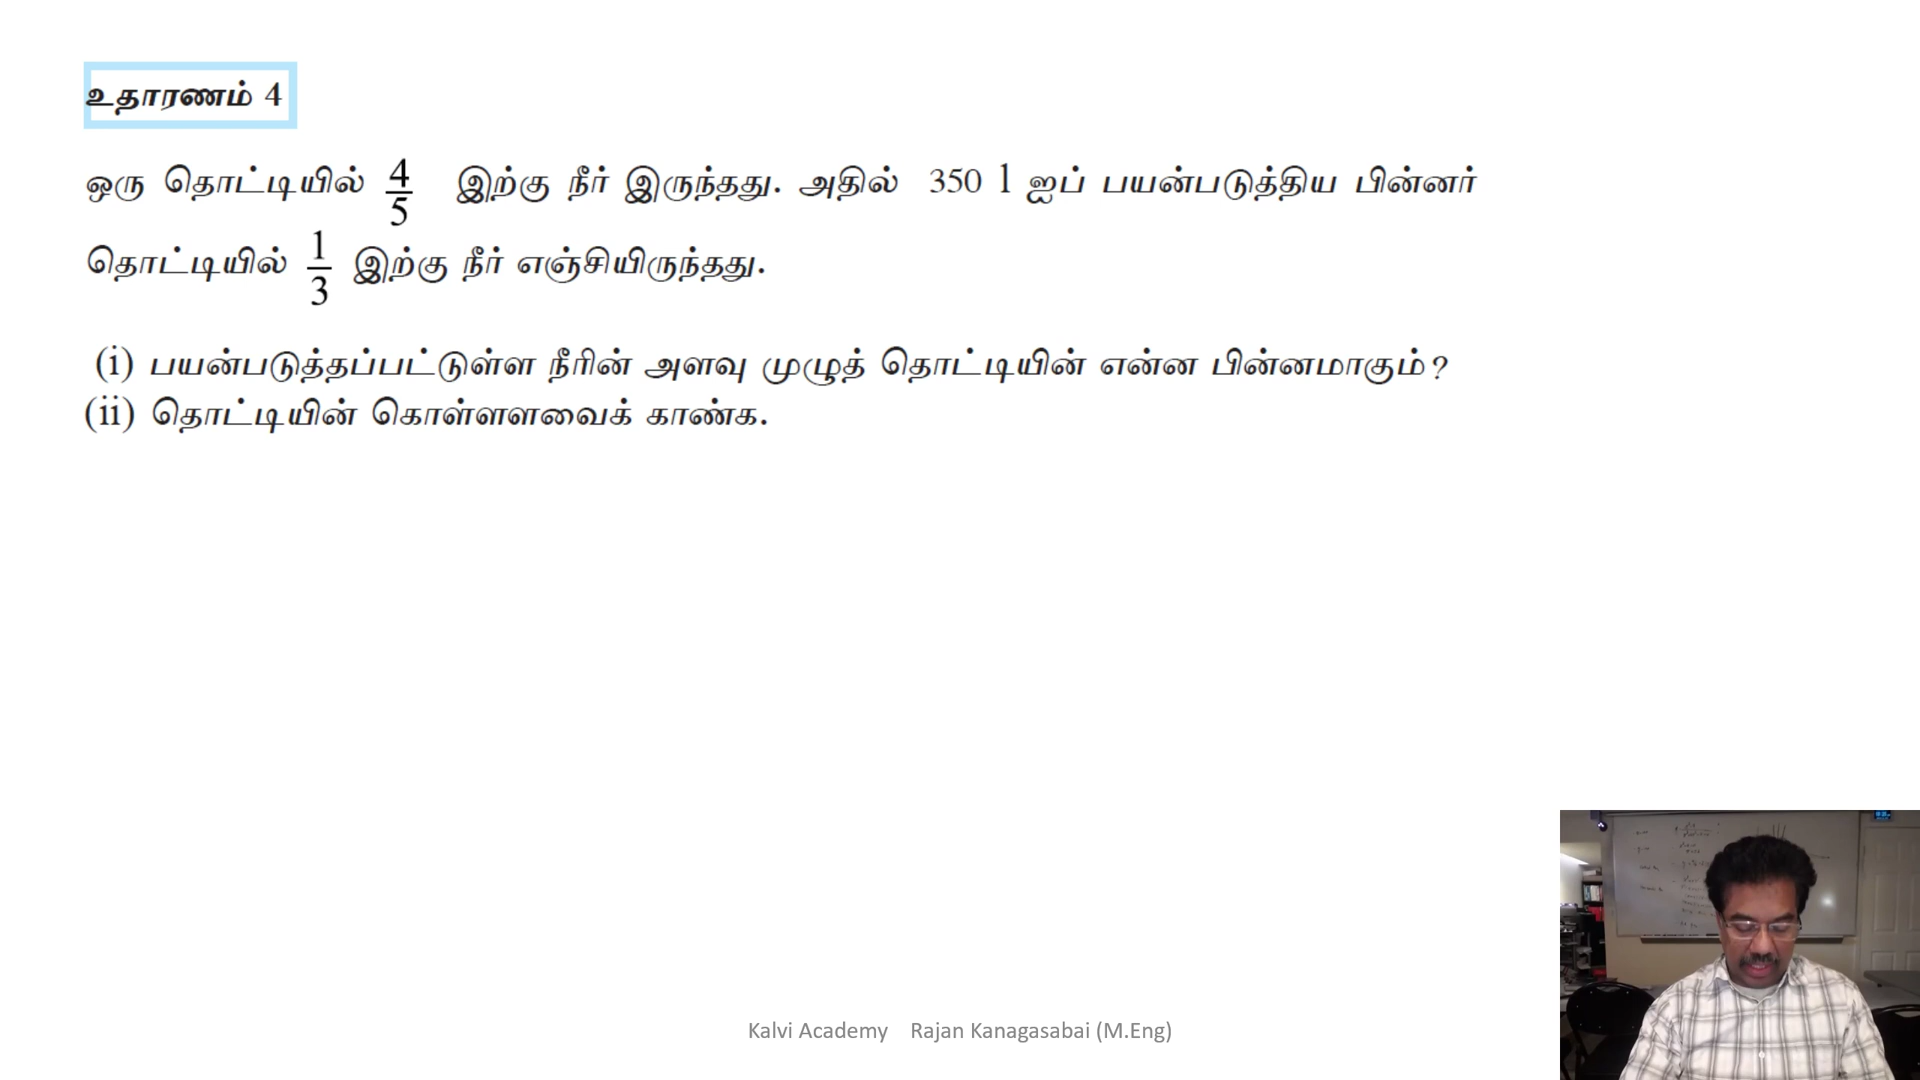 உதாரணம் 4
ஒரு தொட்டியில் 4/5 இற்கு நீர் இருந்தது. அதில் 350 l ஐப் பயன்படுத்திய பின்னர்
தொட்டியில் 1/3 இற்கு நீர் எஞ்சியிருந்தது.
(i) பயன்படுத்தப்பட்டுள்ள நீரின் அளவு முழுத் தொட்டியின் என்ன பின்னமாகும்?
(ii) தொட்டியின் கொள்ளளவைக் காண்க.
Kalvi Academy Rajan Kanagasabai (M.Eng)